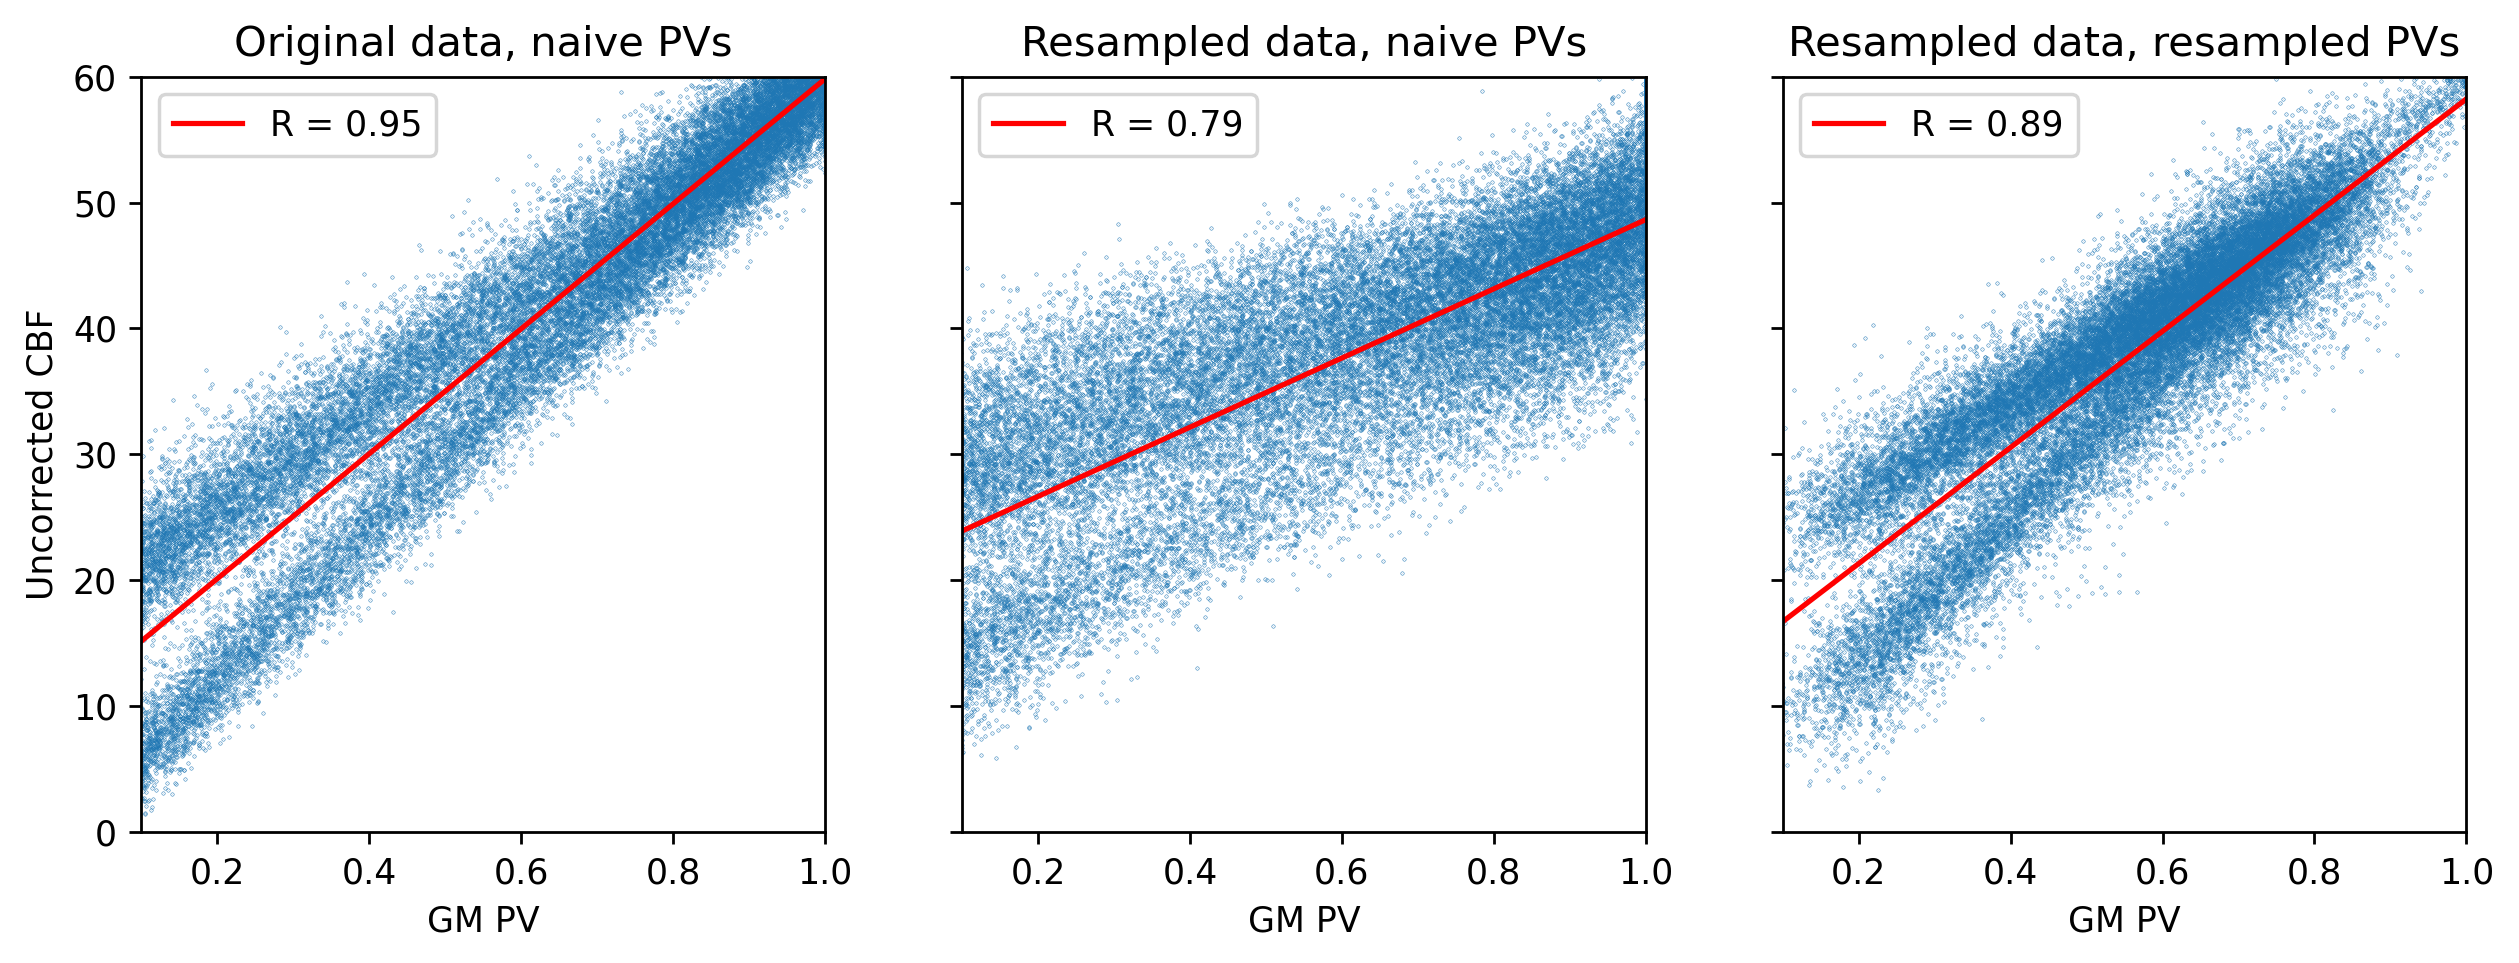 Original data, naive PVs
Resampled data, naive PVs
Resampled data, resampled PVs
R = 0.95
R = 0.79
R = 0.89
Uncorrected CBF
60
50
40
30
20
10
0
0.2 0.4 0.6 0.8 1.0
0.2 0.4 0.6 0.8 1.0
0.2 0.4 0.6 0.8 1.0
GM PV
GM PV
GM PV